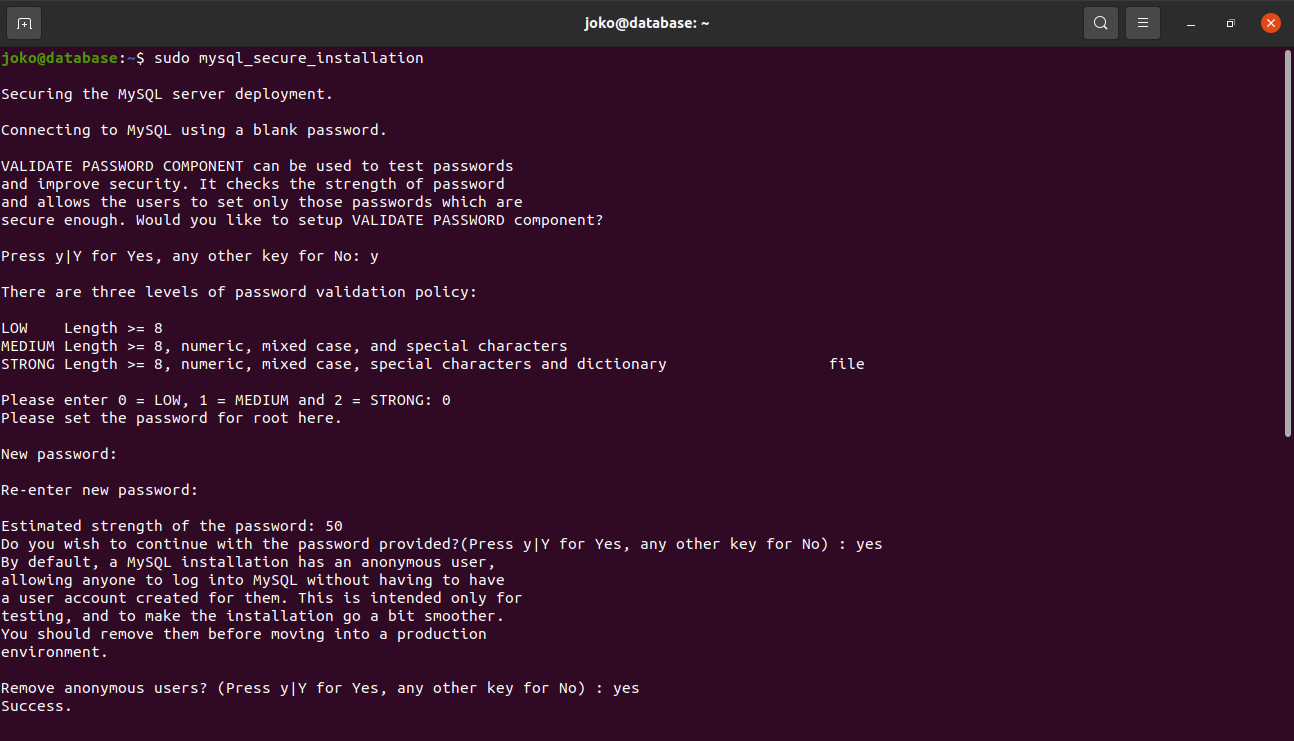 joko@database: ~
joko@database:~$ sudo mysql_secure_installation
Securing the MySQL server deployment.
Connecting to MySQL using a blank password.
VALIDATE PASSWORD COMPONENT can be used to test passwords
and improve security. It checks the strength of password
and allows the users to set only those passwords which are
secure enough. Would you like to setup VALIDATE PASSWORD component?
Press y|Y for Yes, any other key for No: y
There are three levels of password validation policy:
LOW    Length >= 8
MEDIUM Length >= 8, numeric, mixed case, and special characters
STRONG Length >= 8, numeric, mixed case, special characters and dictionary                  file
Please enter 0 = LOW, 1 = MEDIUM and 2 = STRONG: 0
Please set the password for root here.
New password:
Re-enter new password:
Estimated strength of the password: 50
Do you wish to continue with the password provided?(Press y|Y for Yes, any other key for No) : yes
By default, a MySQL installation has an anonymous user,
allowing anyone to log into MySQL without having to have
a user account created for them. This is intended only for
testing, and to make the installation go a bit smoother.
You should remove them before moving into a production
environment.
Remove anonymous users? (Press y|Y for Yes, any other key for No) : yes
Success.